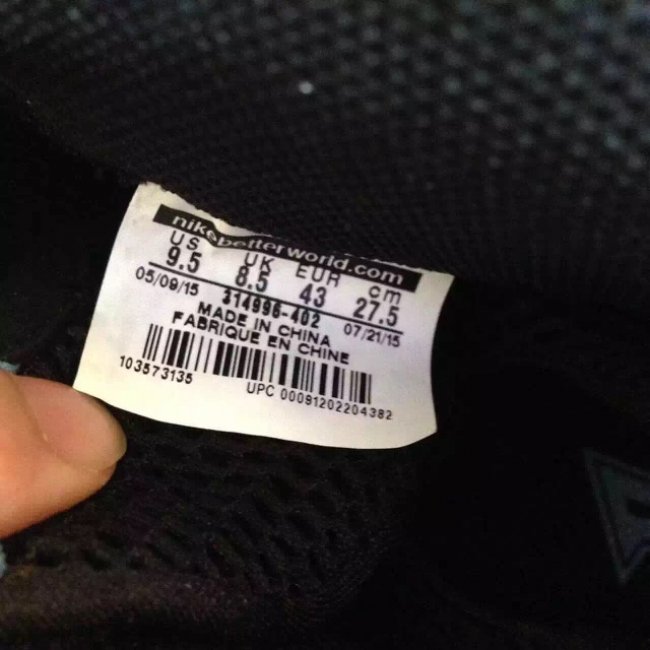 nikebetterworld.com
US UK EUR cm
9.5 8.5 43 27.5
05/09/15 314996-402 07/21/15
MADE IN CHINA
FABRIQUE EN CHINE
103573135 UPC 00091202204382